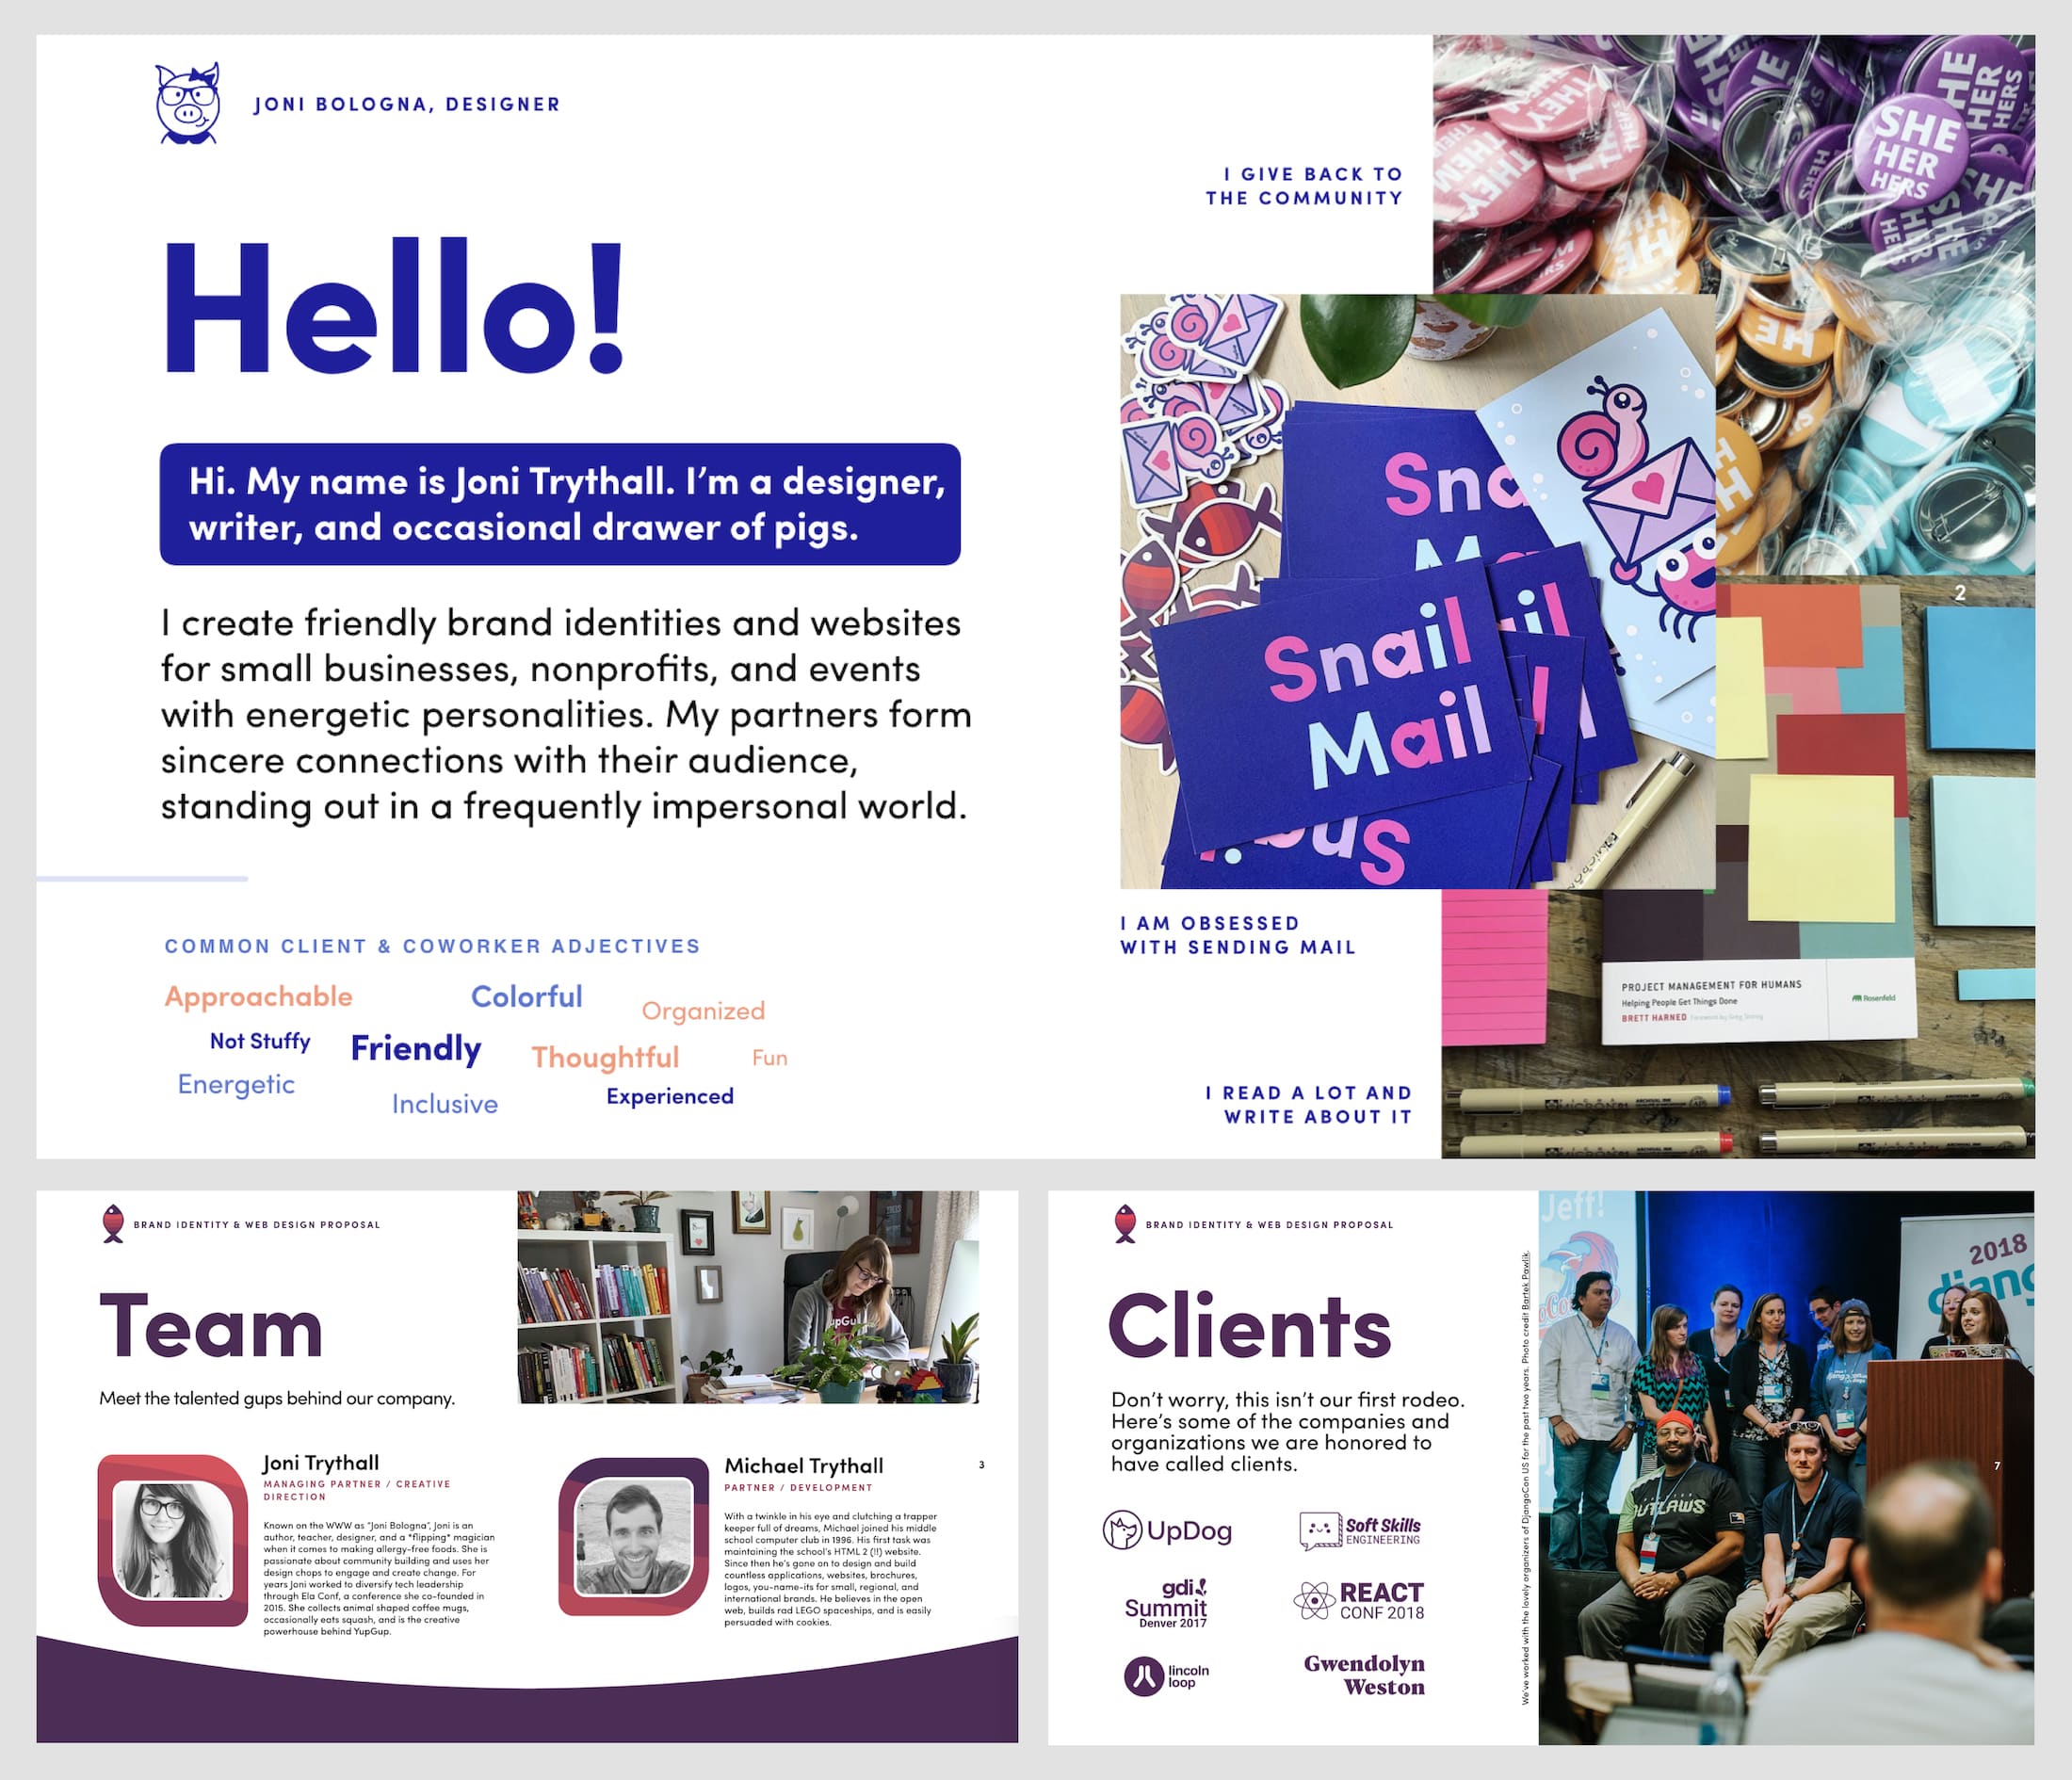 JONI BOLOGNA, DESIGNER
Hello!
Hi. My name is Joni Trythall. I’m a designer,
writer, and occasional drawer of pigs.
I create friendly brand identities and websites
for small businesses, nonprofits, and events
with energetic personalities. My partners form
sincere connections with their audience,
standing out in a frequently impersonal world.
COMMON CLIENT & COWORKER ADJECTIVES
Approachable
Colorful
Organized
Not Stuffy
Friendly
Thoughtful
Fun
Energetic
Inclusive
Experienced
I GIVE BACK TO
THE COMMUNITY
SHE
HER
HERS
THEY
THEM
Snail
Mail
2
I AM OBSESSED
WITH SENDING MAIL
PROJECT MANAGEMENT FOR HUMANS
Helping People Get Things Done
BRETT HARNED
Rosenfeld
I READ A LOT AND
WRITE ABOUT IT
MICRON
BRAND IDENTITY & WEB DESIGN PROPOSAL
Team
Meet the talented gups behind our company.
Joni Trythall
MANAGING PARTNER / CREATIVE
DIRECTION
Known on the WWW as “Joni Bologna”, Joni is an
author, teacher, designer, and a *flipping* magician
when it comes to making allergy-free foods. She is
passionate about community building and uses her
design chops to engage and create change. For
years Joni worked to diversify tech leadership
through Ela Conf, a conference she co-founded in
2015. She collects animal shaped coffee mugs,
occasionally eats squash, and is the creative
powerhouse behind YupGup.
Michael Trythall
PARTNER / DEVELOPMENT
With a twinkle in his eye and clutching a trapper
keeper full of dreams, Michael joined his middle
school computer club in 1996. His first task was
maintaining the school’s HTML 2 (!!) website.
Since then he’s gone on to design and build
countless applications, websites, brochures,
logos, you-name-its for small, regional, and
international brands. He believes in the open
web, builds rad LEGO spaceships, and is easily
persuaded with cookies.
3
BRAND IDENTITY & WEB DESIGN PROPOSAL
Clients
Don’t worry, this isn’t our first rodeo.
Here’s some of the companies and
organizations we are honored to
have called clients.
UpDog
Soft Skills
ENGINEERING
gdi
Summit
Denver 2017
REACT
CONF 2018
lincoln
loop
Gwendolyn
Weston
We’ve worked with the lovely organizers of DjangoCon US for the past two years. Photo credit Bartek Pawlik.
Jeff!
2018
djang
OUTLAWS
7